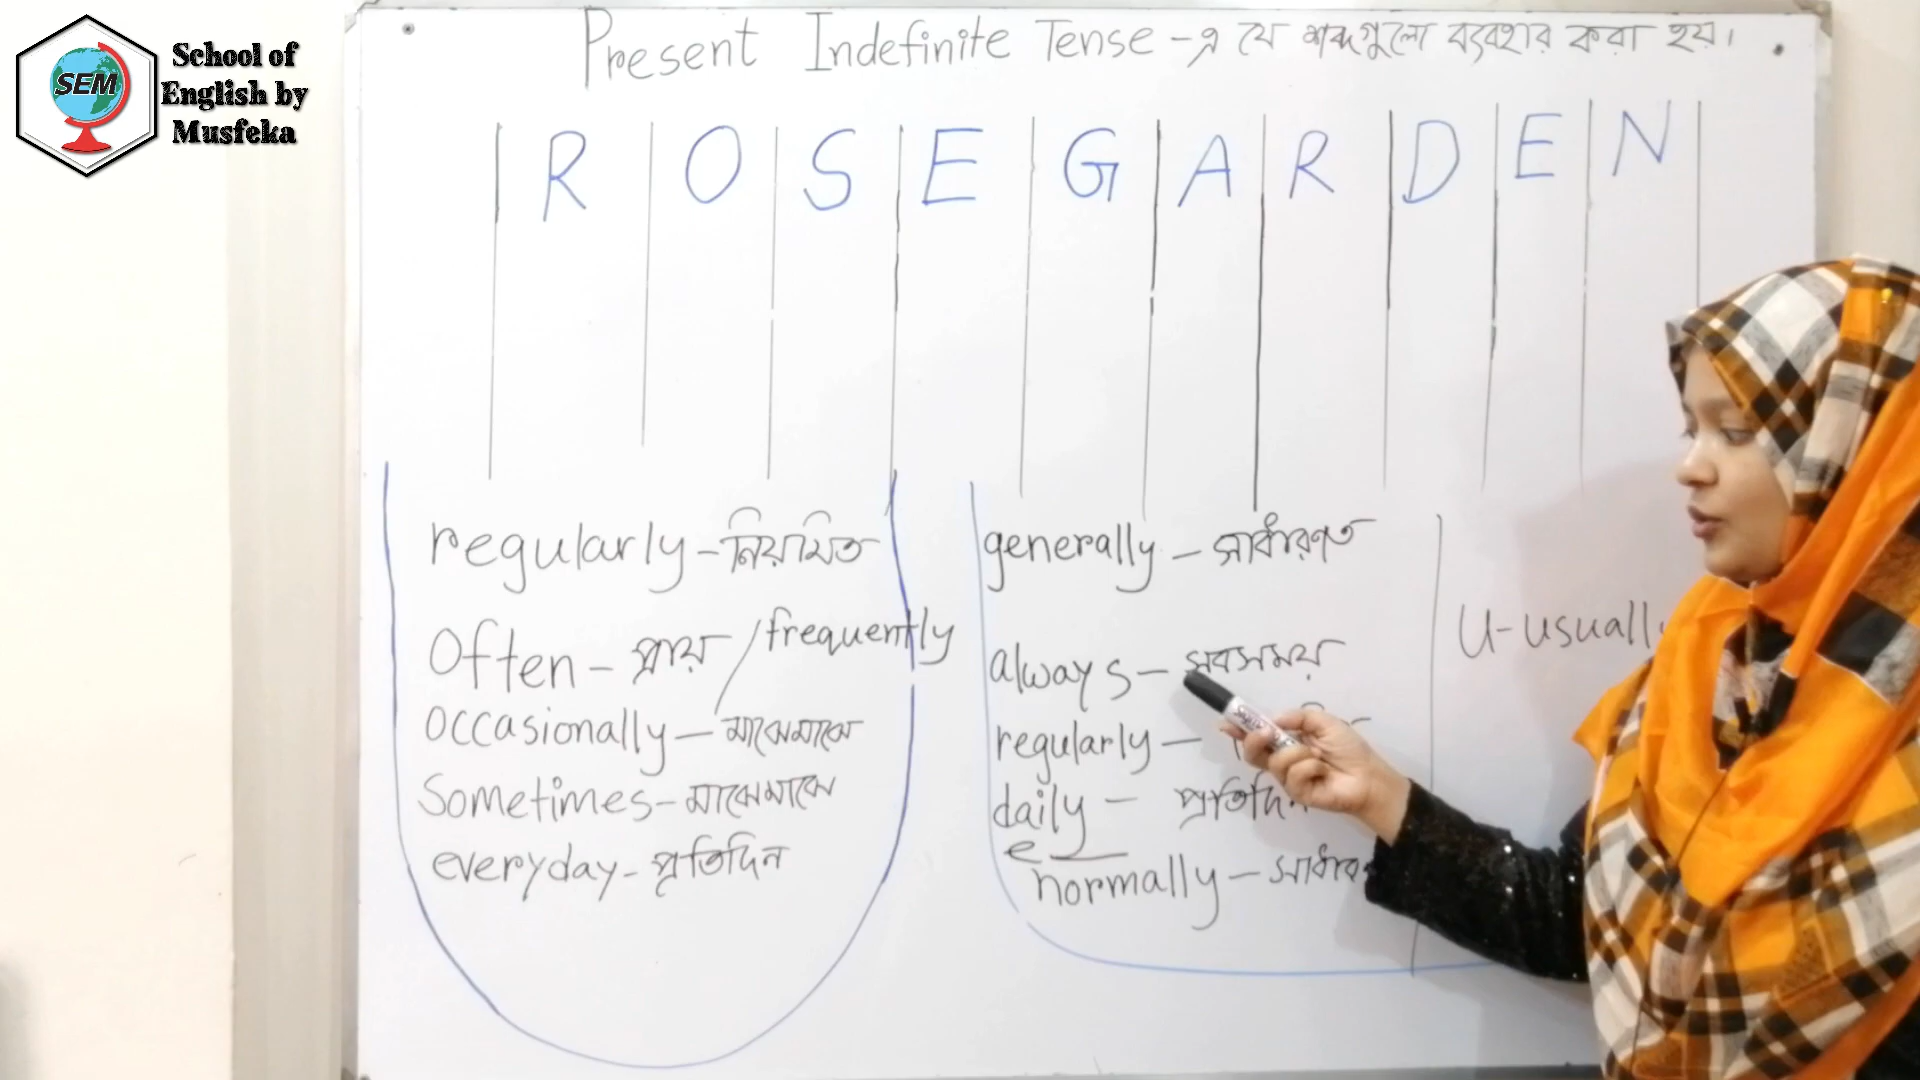 SEM
School of
English by
Musfeka
Present Indefinite Tense - এ যে শব্দগুলো ব্যবহার করা হয়।
R O S E G A R D E N
regularly - নিয়মিত
Often - প্রায় / frequently
Occasionally - মাঝেমাঝে
Sometimes - মাঝেমাঝে
everyday - প্রতিদিন
generally - সাধারণত
always - সবসময়
regularly -
daily - প্রতিদিন
e
normally -
U - usuall